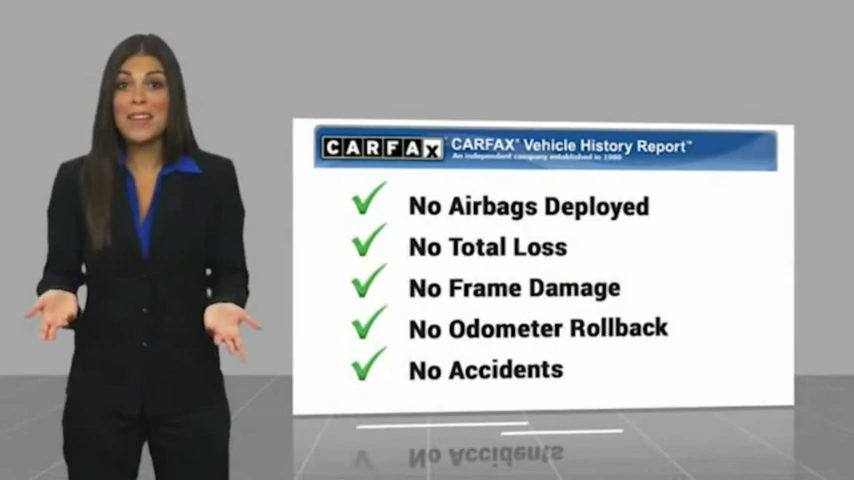 CARFAX CARFAX® Vehicle History Report™
An independent company established in 1986
No Airbags Deployed
No Total Loss
No Frame Damage
No Odometer Rollback
No Accidents
No Accidents